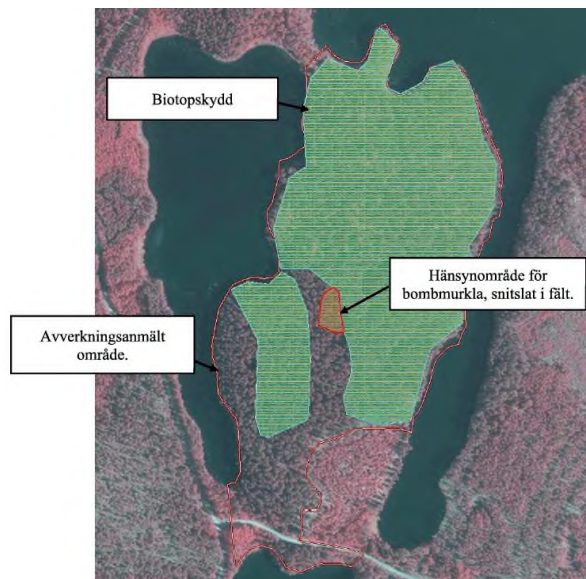 Biotopskydd
Hänsynområde för
bombmurkla, snitslat i fält.
Avverkningsanmält
område.